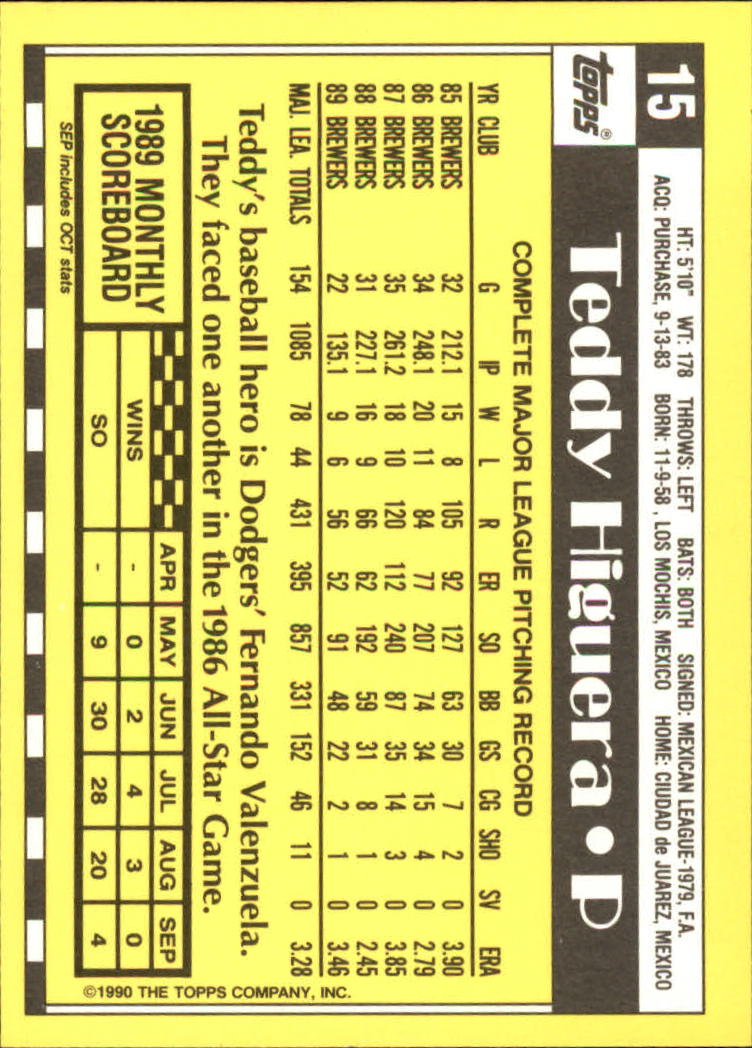 15
HT: 5'10" WT: 178 THROWS: LEFT BATS: BOTH SIGNED: MEXICAN LEAGUE-1979, F.A.
ACQ: PURCHASE, 9-13-83 BORN: 11-9-58, LOS MOCHIS, MEXICO HOME: CIUDAD de JUAREZ, MEXICO
topps®
Teddy Higuera • P
COMPLETE MAJOR LEAGUE PITCHING RECORD
YR CLUB G IP W L R ER SO BB GS CG SHO SV ERA
85 BREWERS 32 212.1 15 8 105 92 127 63 30 7 2 0 3.90
86 BREWERS 34 248.1 20 11 84 77 207 74 34 15 4 0 2.79
87 BREWERS 35 261.2 18 10 120 112 240 87 35 14 3 0 3.85
88 BREWERS 31 227.1 16 9 66 62 192 59 31 8 1 0 2.45
89 BREWERS 22 135.1 9 6 56 52 91 48 22 2 1 0 3.46
MAJ. LEA. TOTALS 154 1085 78 44 431 395 857 331 152 46 11 0 3.28
Teddy's baseball hero is Dodgers' Fernando Valenzuela.
They faced one another in the 1986 All-Star Game.
1989 MONTHLY
SCOREBOARD
APR MAY JUN JUL AUG SEP
WINS - 0 2 4 3 0
SO - 9 30 28 20 4
SEP includes OCT stats
©1990 THE TOPPS COMPANY, INC.